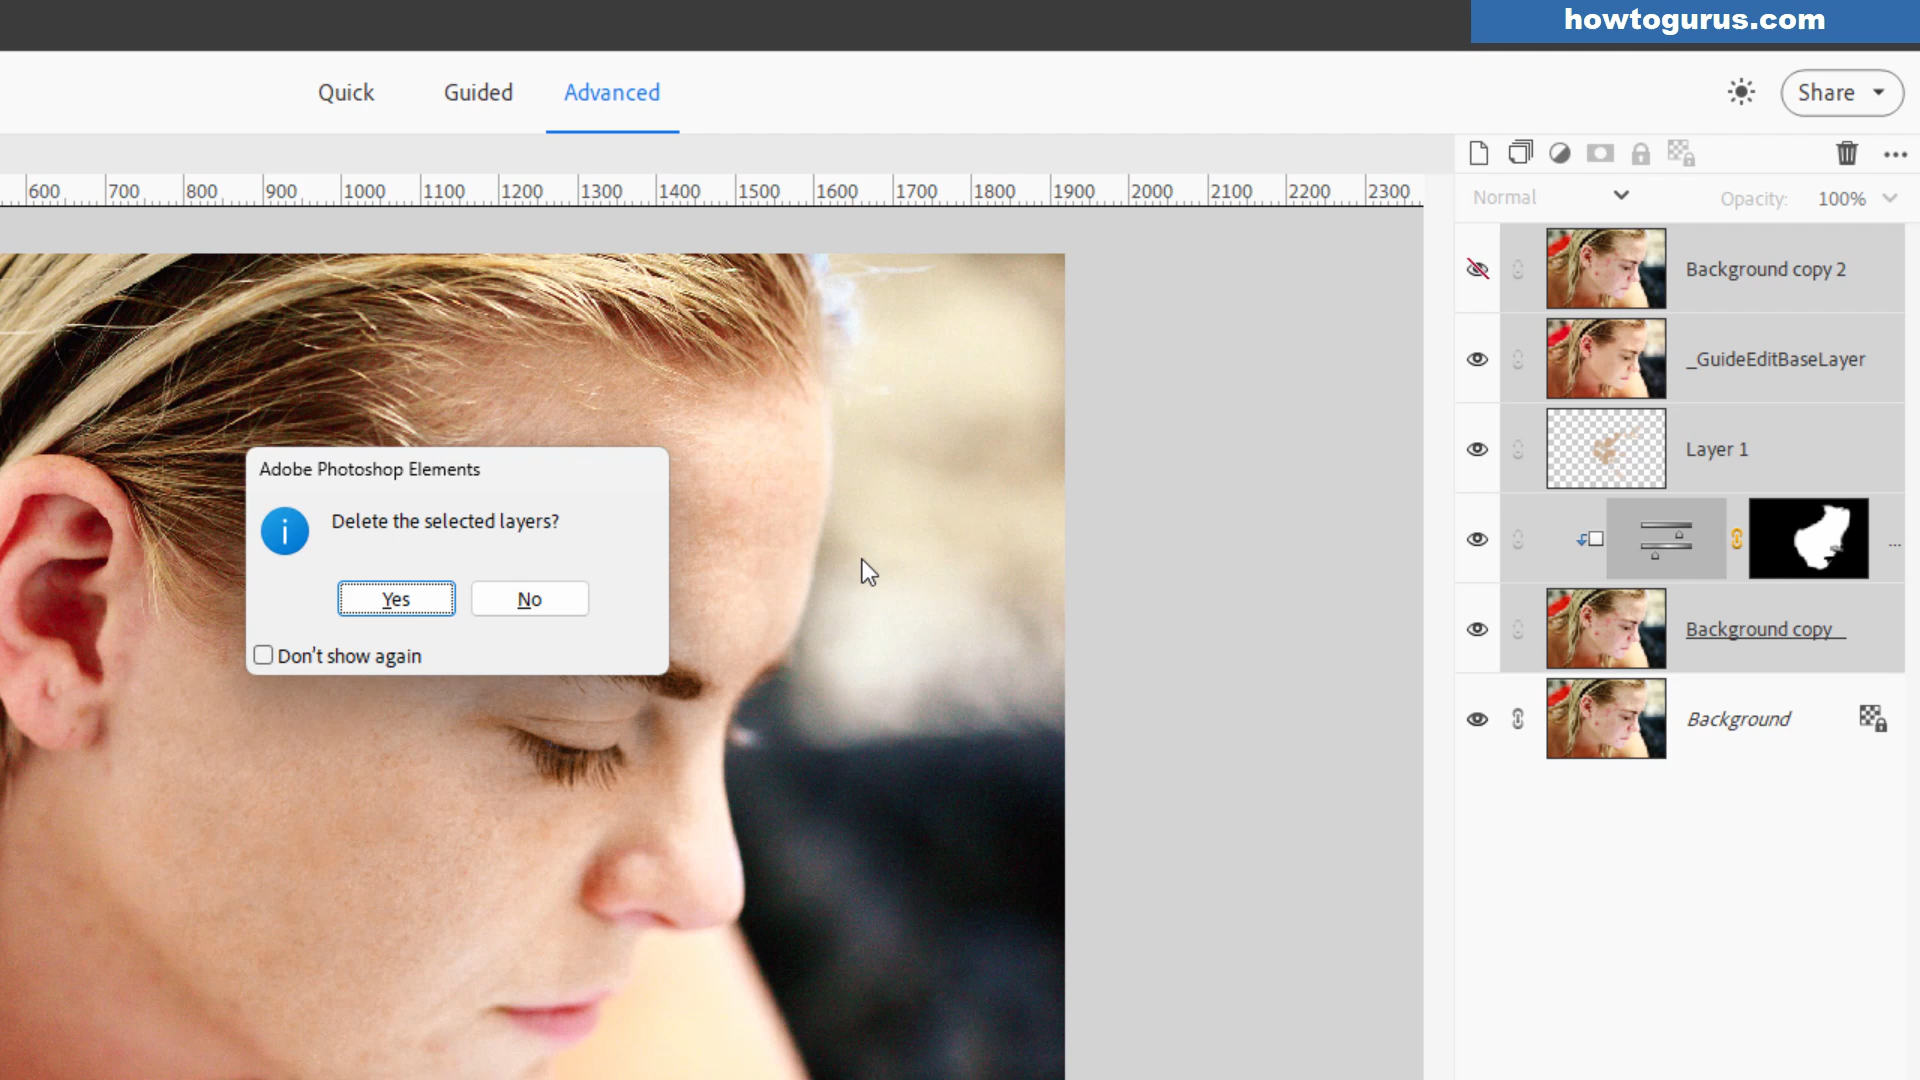 howtogurus.com
Quick Guided Advanced
Share
600 700 800 900 1000 1100 1200 1300 1400 1500 1600 1700 1800 1900 2000 2100 2200 2300
Normal Opacity: 100%
Background copy 2
_GuideEditBaseLayer
Layer 1
...
Background copy
Background
Adobe Photoshop Elements
Delete the selected layers?
Yes No
Don't show again